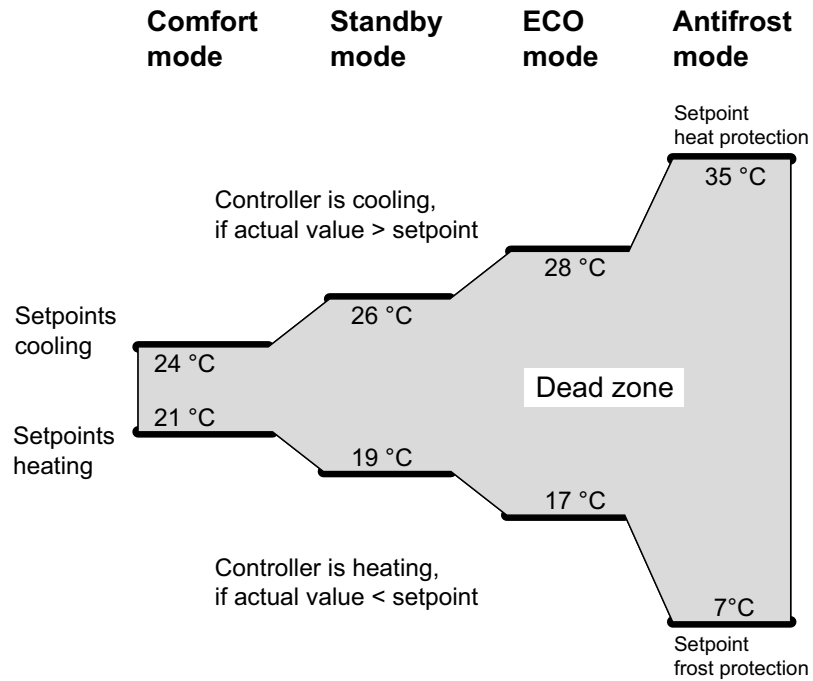 Comfort
mode
Standby
mode
ECO
mode
Antifrost
mode
Setpoint
heat protection
35 °C
Controller is cooling,
if actual value > setpoint
28 °C
26 °C
Setpoints
cooling
24 °C
Dead zone
21 °C
Setpoints
heating
19 °C
17 °C
Controller is heating,
if actual value < setpoint
7°C
Setpoint
frost protection